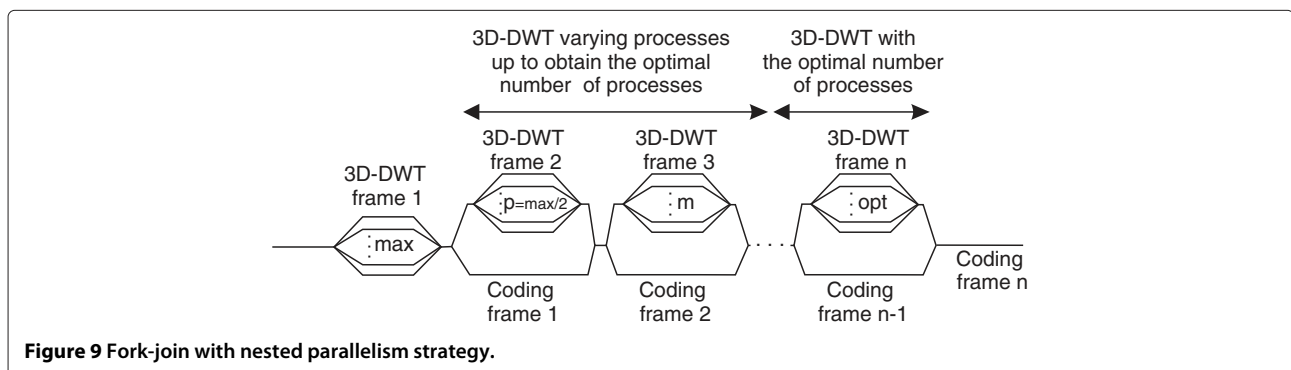 3D-DWT varying processes
up to obtain the optimal
number of processes
3D-DWT with
the optimal number
of processes
3D-DWT
frame 1
max
3D-DWT
frame 2
p=max/2
Coding
frame 1
3D-DWT
frame 3
m
Coding
frame 2
3D-DWT
frame n
opt
Coding
frame n-1
Coding
frame n
Figure 9 Fork-join with nested parallelism strategy.